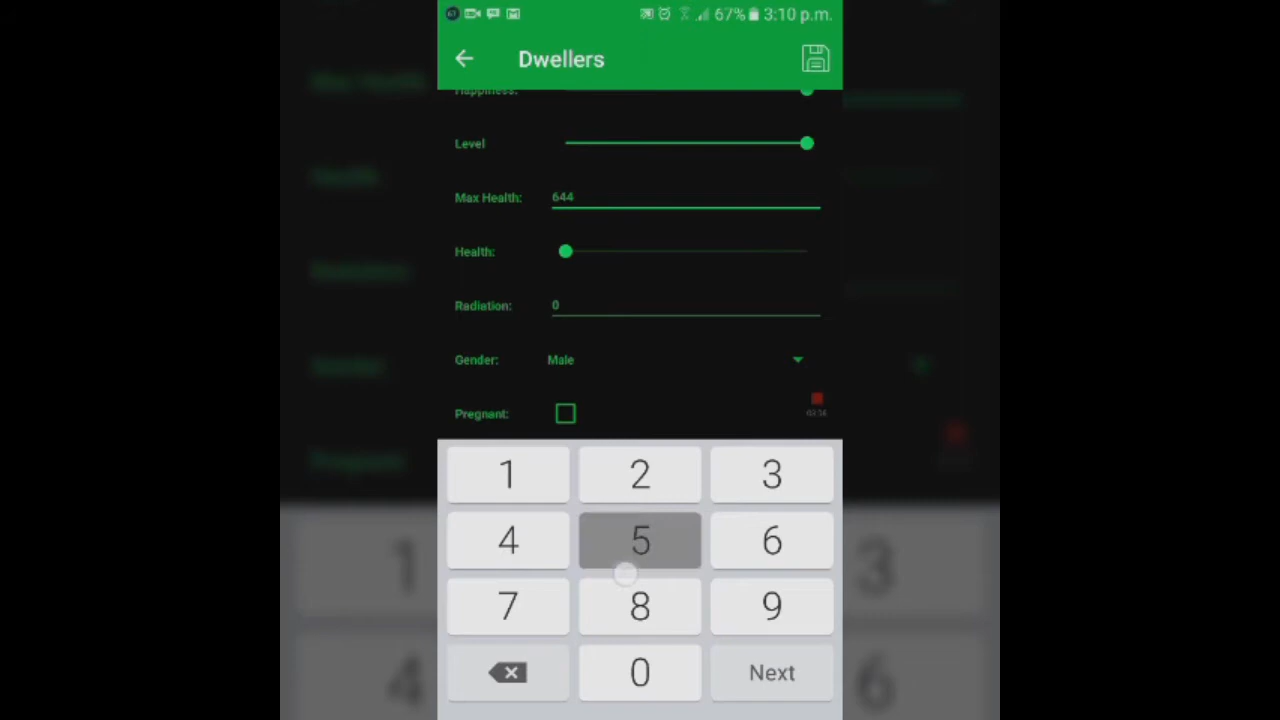 67% 3:10 p.m.
Dwellers
Happiness:
Level
Max Health: 644
Health:
Radiation: 0
Gender: Male
Pregnant:
1 2 3
4 5 6
7 8 9
0 Next